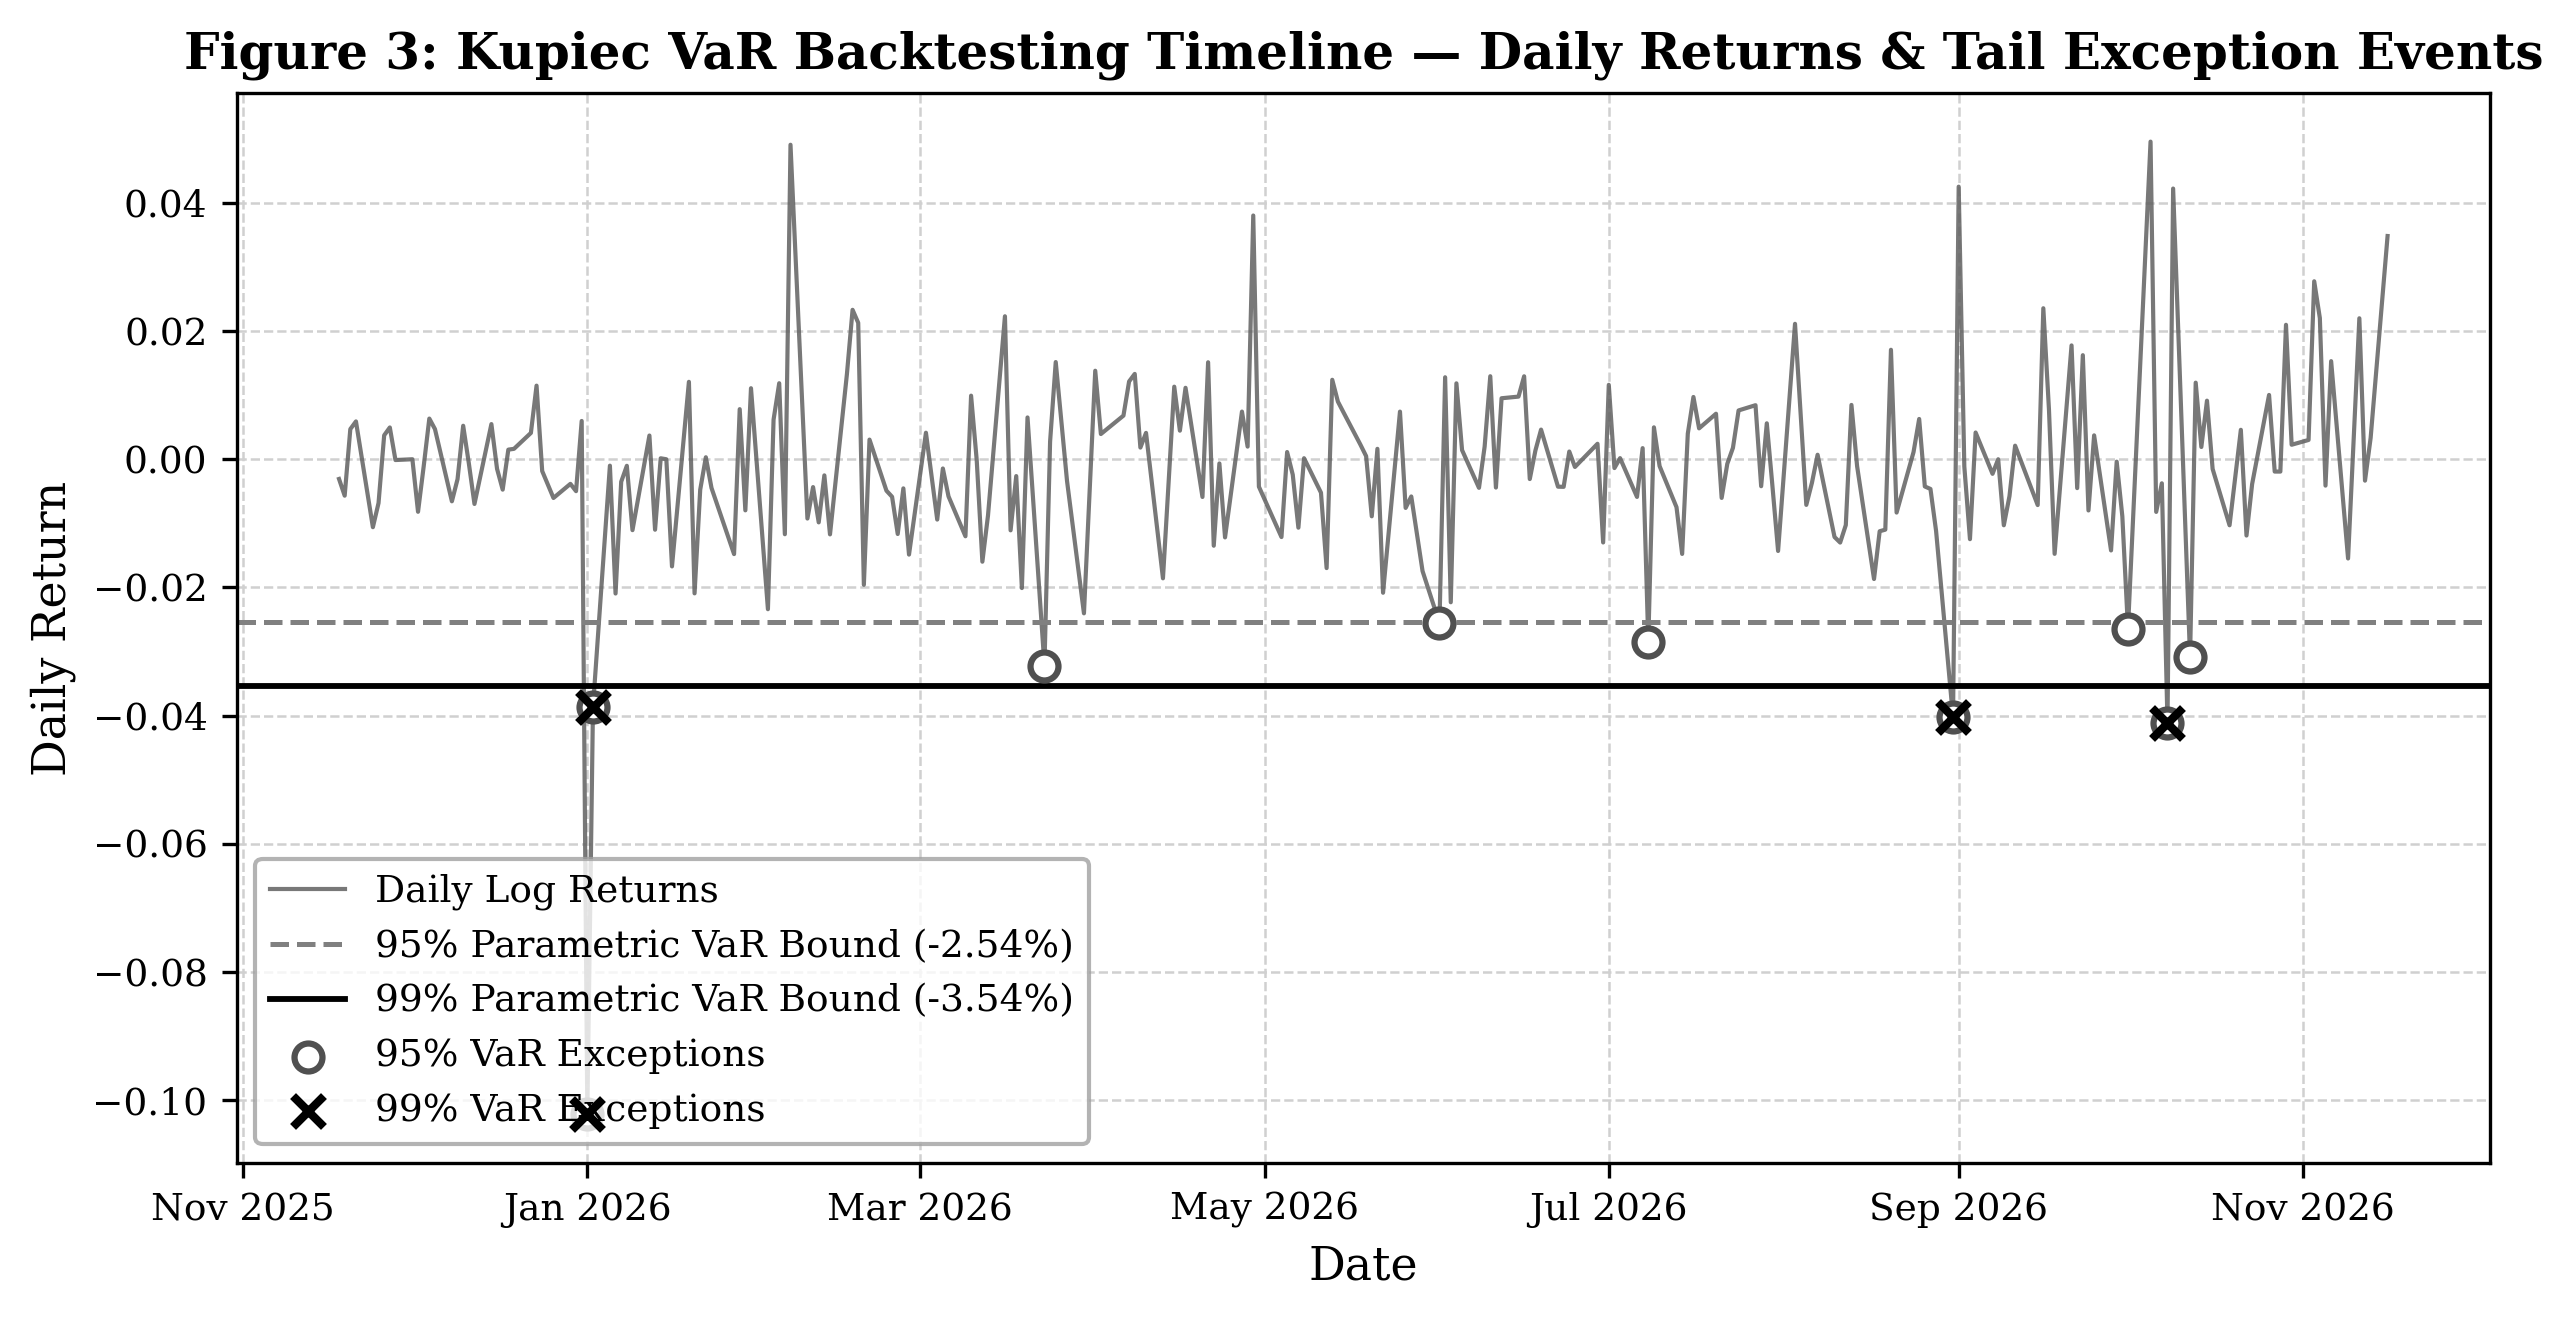 Figure 3: Kupiec VaR Backtesting Timeline — Daily Returns & Tail Exception Events
Daily Return
0.04
0.02
0.00
−0.02
−0.04
−0.06
−0.08
−0.10
Daily Log Returns
95% Parametric VaR Bound (-2.54%)
99% Parametric VaR Bound (-3.54%)
95% VaR Exceptions
99% VaR Exceptions
Nov 2025 Jan 2026 Mar 2026 May 2026 Jul 2026 Sep 2026 Nov 2026
Date